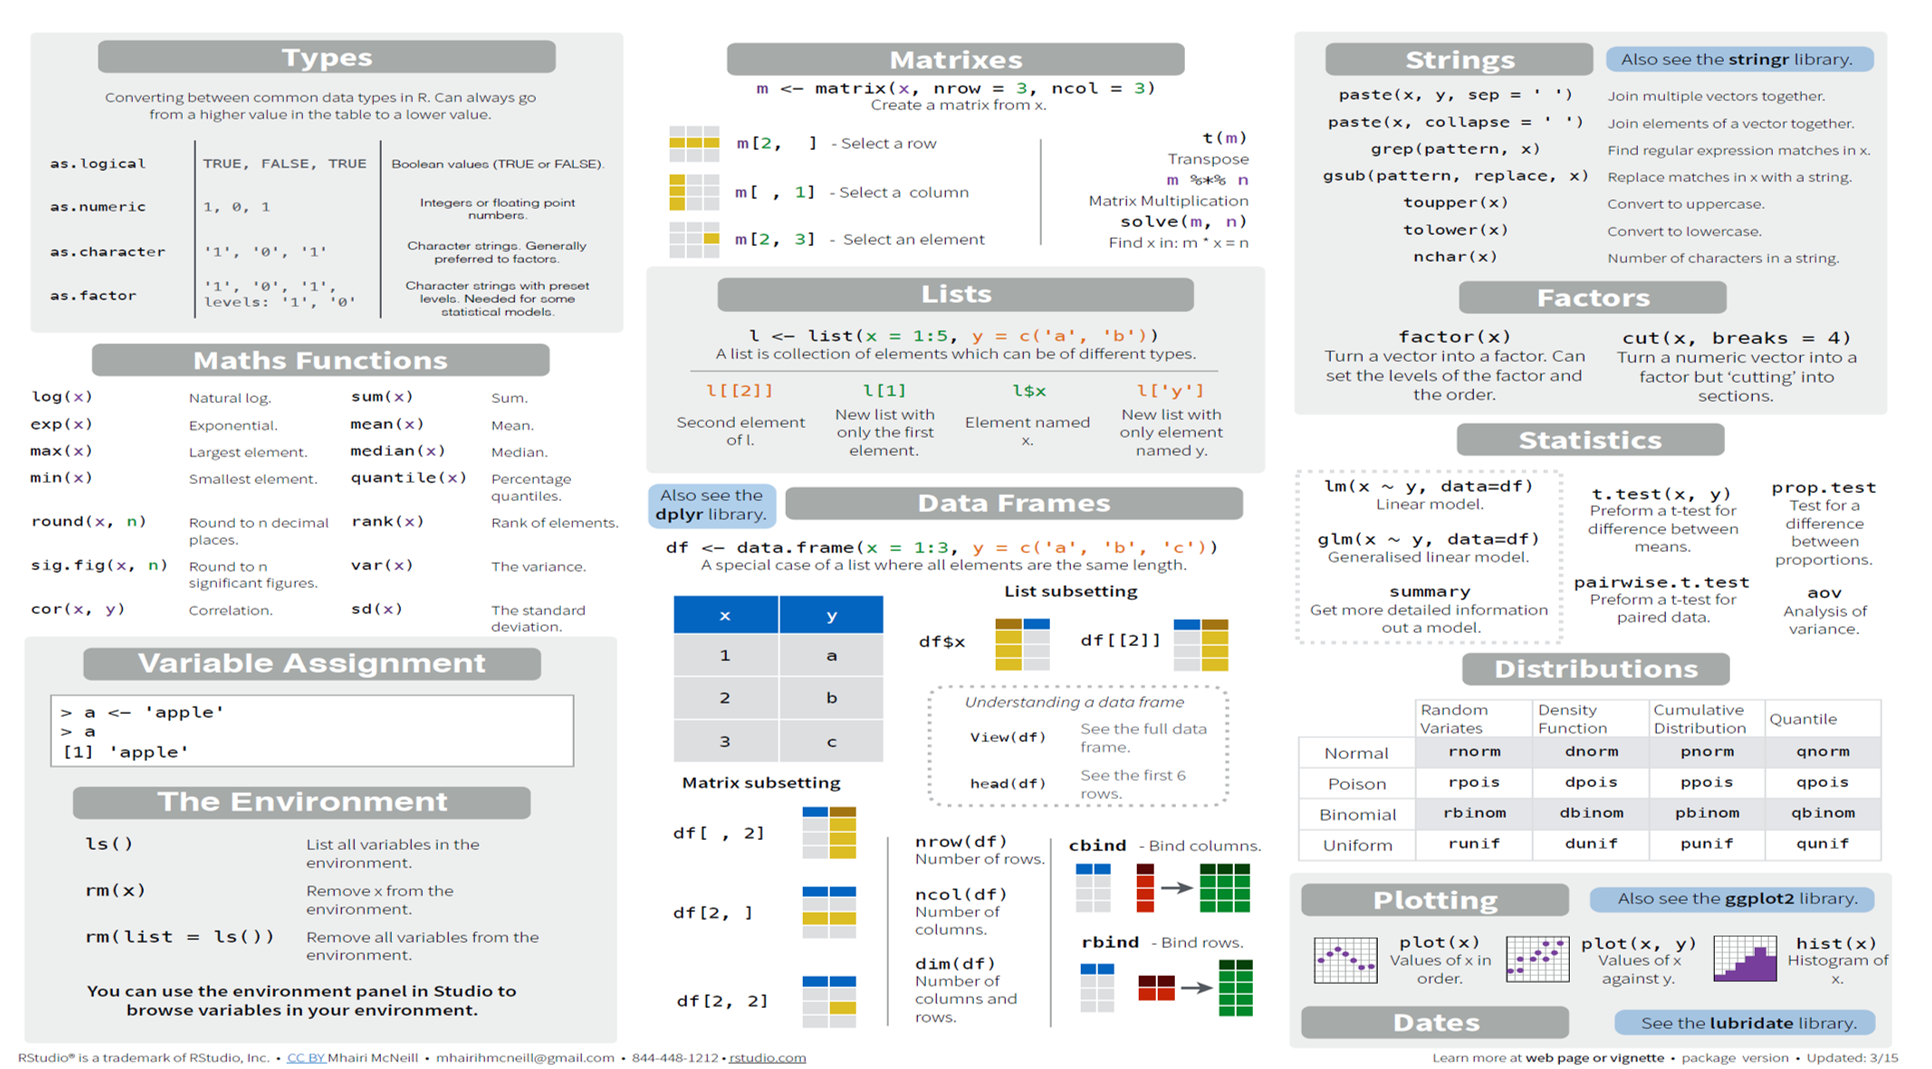 Types
Converting between common data types in R. Can always go
from a higher value in the table to a lower value.
as.logical TRUE, FALSE, TRUE Boolean values (TRUE or FALSE).
as.numeric 1, 0, 1 Integers or floating point
numbers.
as.character '1', '0', '1' Character strings. Generally
preferred to factors.
as.factor '1', '0', '1',
levels: '1', '0' Character strings with preset
levels. Needed for some
statistical models.
Maths Functions
log(x) Natural log. sum(x) Sum.
exp(x) Exponential. mean(x) Mean.
max(x) Largest element. median(x) Median.
min(x) Smallest element. quantile(x) Percentage
quantiles.
round(x, n) Round to n decimal
places. rank(x) Rank of elements.
sig.fig(x, n) Round to n
significant figures. var(x) The variance.
cor(x, y) Correlation. sd(x) The standard
deviation.
Variable Assignment
> a <- 'apple'
> a
[1] 'apple'
The Environment
ls() List all variables in the
environment.
rm(x) Remove x from the
environment.
rm(list = ls()) Remove all variables from the
environment.
You can use the environment panel in Studio to
browse variables in your environment.
Matrixes
m <- matrix(x, nrow = 3, ncol = 3)
Create a matrix from x.
m[2, ] - Select a row
m[ , 1] - Select a column
m[2, 3] - Select an element
t(m)
Transpose
m %*% n
Matrix Multiplication
solve(m, n)
Find x in: m * x = n
Lists
l <- list(x = 1:5, y = c('a', 'b'))
A list is collection of elements which can be of different types.
l[[2]] l[1] l$x l['y']
Second element
of l.
New list with
only the first
element.
Element named
x.
New list with
only element
named y.
Also see the
dplyr library.
Data Frames
df <- data.frame(x = 1:3, y = c('a', 'b', 'c'))
A special case of a list where all elements are the same length.
x y
1 a
2 b
3 c
List subsetting
df$x df[[2]]
Understanding a data frame
View(df) See the full data
frame.
head(df) See the first 6
rows.
Matrix subsetting
df[ , 2]
df[2, ]
df[2, 2]
nrow(df)
Number of rows.
ncol(df)
Number of
columns.
dim(df)
Number of
columns and
rows.
cbind - Bind columns.
rbind - Bind rows.
Strings
Also see the stringr library.
paste(x, y, sep = ' ') Join multiple vectors together.
paste(x, collapse = ' ') Join elements of a vector together.
grep(pattern, x) Find regular expression matches in x.
gsub(pattern, replace, x) Replace matches in x with a string.
toupper(x) Convert to uppercase.
tolower(x) Convert to lowercase.
nchar(x) Number of characters in a string.
Factors
factor(x)
Turn a vector into a factor. Can
set the levels of the factor and
the order.
cut(x, breaks = 4)
Turn a numeric vector into a
factor but ‘cutting’ into
sections.
Statistics
lm(x ~ y, data=df)
Linear model.
glm(x ~ y, data=df)
Generalised linear model.
summary
Get more detailed information
out a model.
t.test(x, y)
Preform a t-test for
difference between
means.
pairwise.t.test
Preform a t-test for
paired data.
prop.test
Test for a
difference
between
proportions.
aov
Analysis of
variance.
Distributions
Random
Variates
Density
Function
Cumulative
Distribution
Quantile
Normal rnorm dnorm pnorm qnorm
Poison rpois dpois ppois qpois
Binomial rbinom dbinom pbinom qbinom
Uniform runif dunif punif qunif
Plotting
Also see the ggplot2 library.
plot(x)
Values of x in
order.
plot(x, y)
Values of x
against y.
hist(x)
Histogram of
x.
Dates
See the lubridate library.
RStudio® is a trademark of RStudio, Inc. • CC BY Mhairi McNeill • mhairihmcneill@gmail.com • 844-448-1212 • rstudio.com
Learn more at web page or vignette • package version • Updated: 3/15